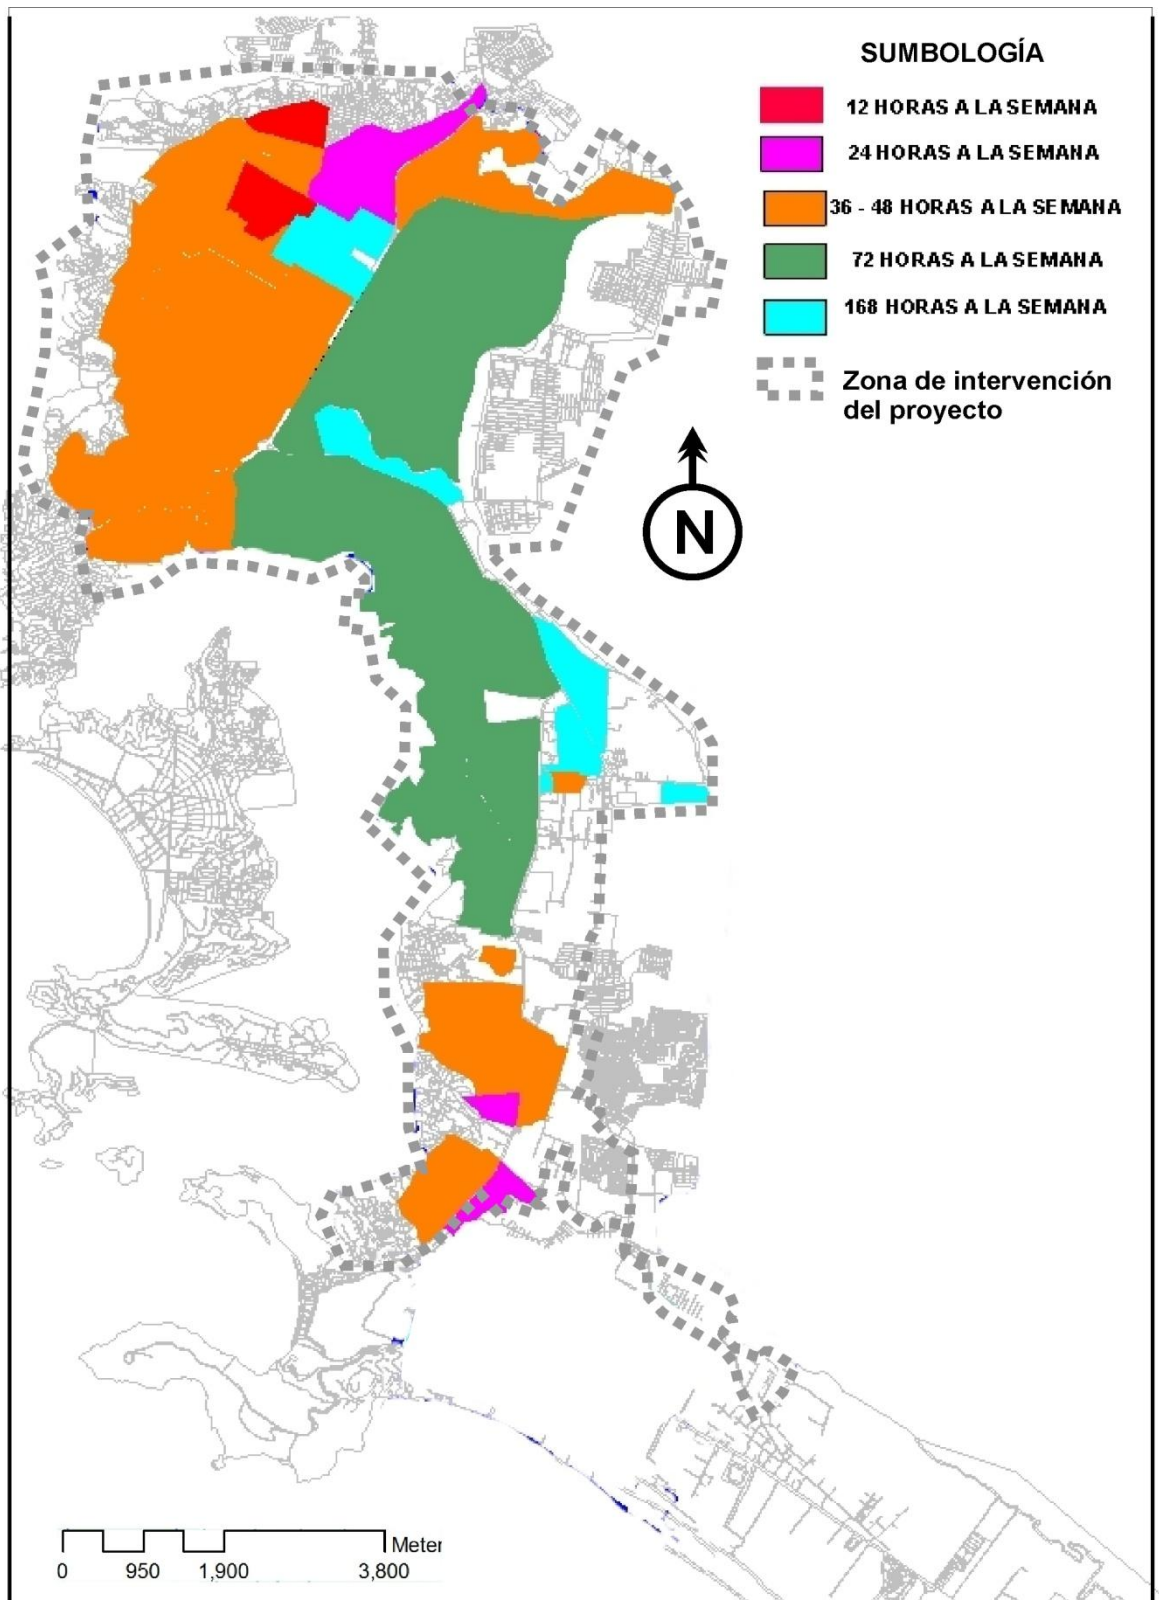 SUMBOLOGÍA
12 HORAS A LA SEMANA
24 HORAS A LA SEMANA
36 - 48 HORAS A LA SEMANA
72 HORAS A LA SEMANA
168 HORAS A LA SEMANA
Zona de intervención
del proyecto
N
Meter
0 950 1,900 3,800